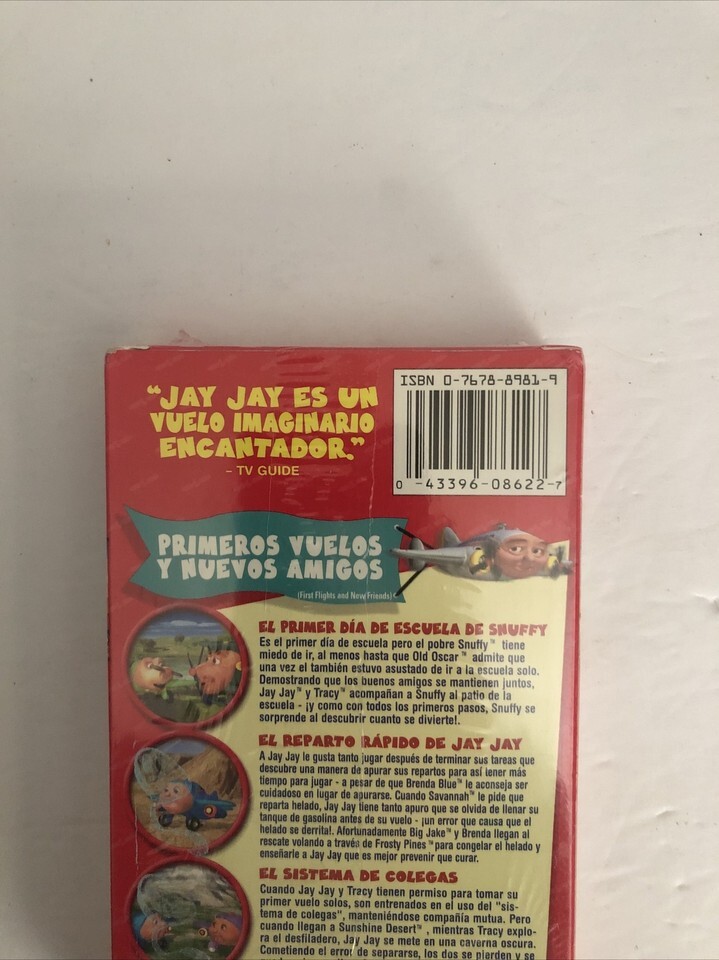 "JAY JAY ES UN
VUELO IMAGINARIO
ENCANTADOR."
– TV GUIDE
ISBN 0-7678-8981-9
0 -43396-08622- 7
PRIMEROS VUELOS
Y NUEVOS AMIGOS
(First Flights and New Friends)
EL PRIMER DÍA DE ESCUELA DE SNUFFY
Es el primer día de escuela pero el pobre Snuffy™ tiene
miedo de ir, al menos hasta que Old Oscar™ admite que
una vez el también estuvo asustado de ir a la escuela solo.
Demostrando que los buenos amigos se mantienen juntos,
Jay Jay™ y Tracy™ acompañan a Snuffy al patio de la
escuela - ¡y como con todos los primeros pasos, Snuffy se
sorprende al descubrir cuanto se divierte!.
EL REPARTO RÁPIDO DE JAY JAY
A Jay Jay le gusta tanto jugar después de terminar sus tareas que
descubre una manera de apurar sus repartos para así tener más
tiempo para jugar - a pesar de que Brenda Blue™ le aconseja ser
cuidadoso en lugar de apurarse. Cuando Savannah™ le pide que
reparta helado, Jay Jay tiene tanto apuro que se olvida de llenar su
tanque de gasolina antes de su vuelo - ¡un error que causa que el
helado se derrita!. Afortunadamente Big Jake™ y Brenda llegan al
rescate volando a través de Frosty Pines™ para congelar el helado y
enseñarle a Jay Jay que es mejor prevenir que curar.
EL SISTEMA DE COLEGAS
Cuando Jay Jay y Tracy tienen permiso para tomar su
primer vuelo solos, son entrenados en el uso del "sis-
tema de colegas", manteniéndose compañía mutua. Pero
cuando llegan a Sunshine Desert™, mientras Tracy explo-
ra el desfiladero, Jay Jay se mete en una caverna oscura.
Cometiendo el error de separarse, los dos se pierden y se